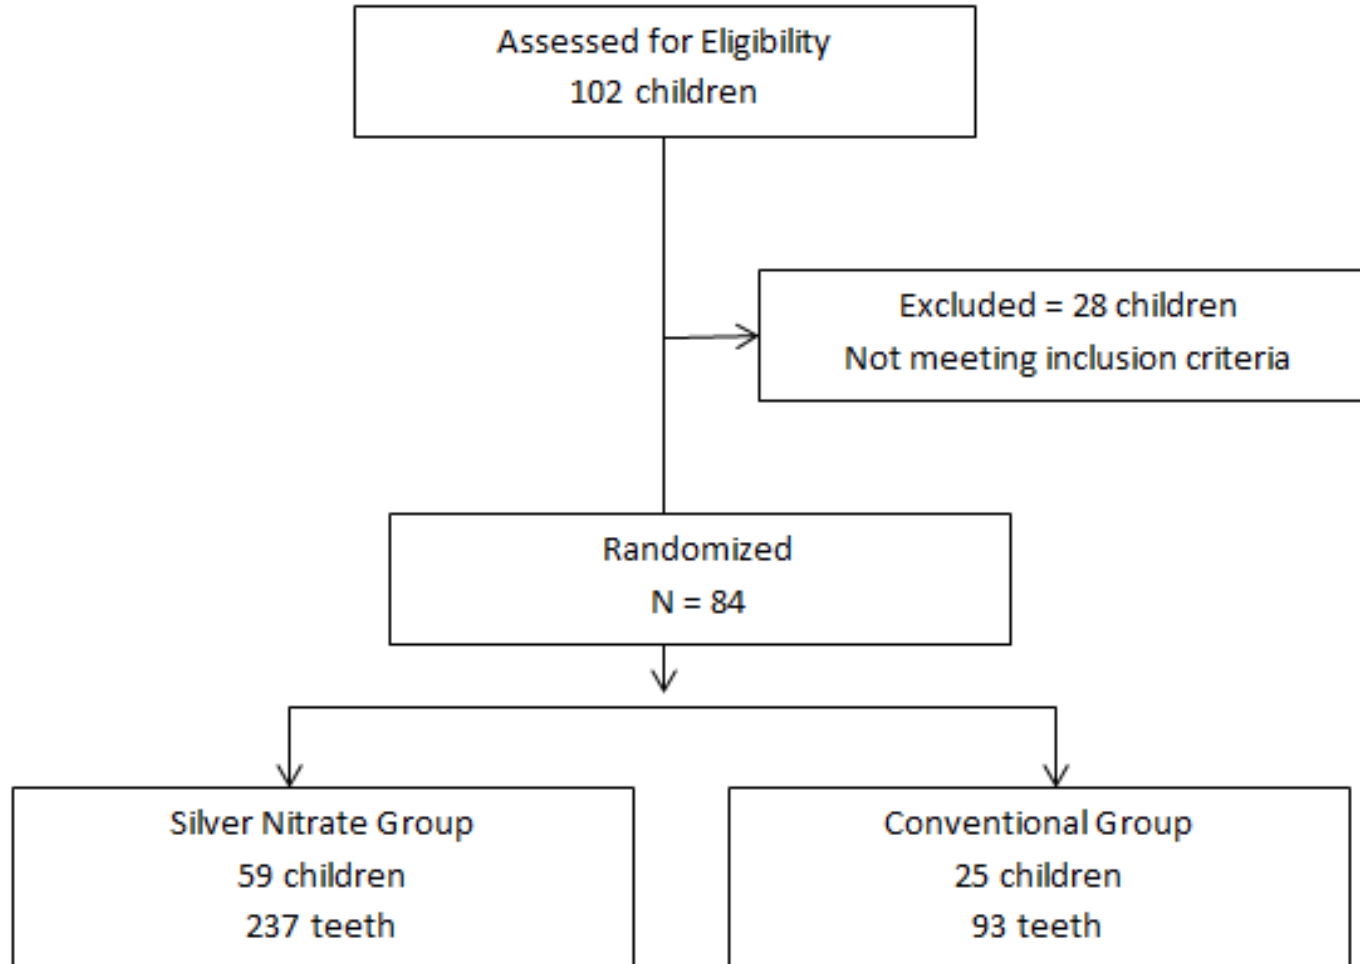 Assessed for Eligibility
102 children
Excluded = 28 children
Not meeting inclusion criteria
Randomized
N = 84
Silver Nitrate Group
59 children
237 teeth
Conventional Group
25 children
93 teeth